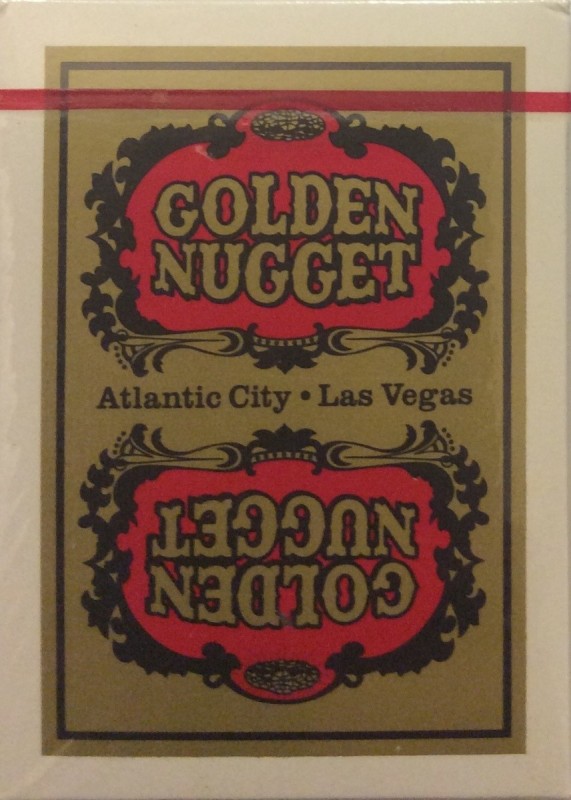 GOLDEN
NUGGET
Atlantic City • Las Vegas
NUGGET
GOLDEN